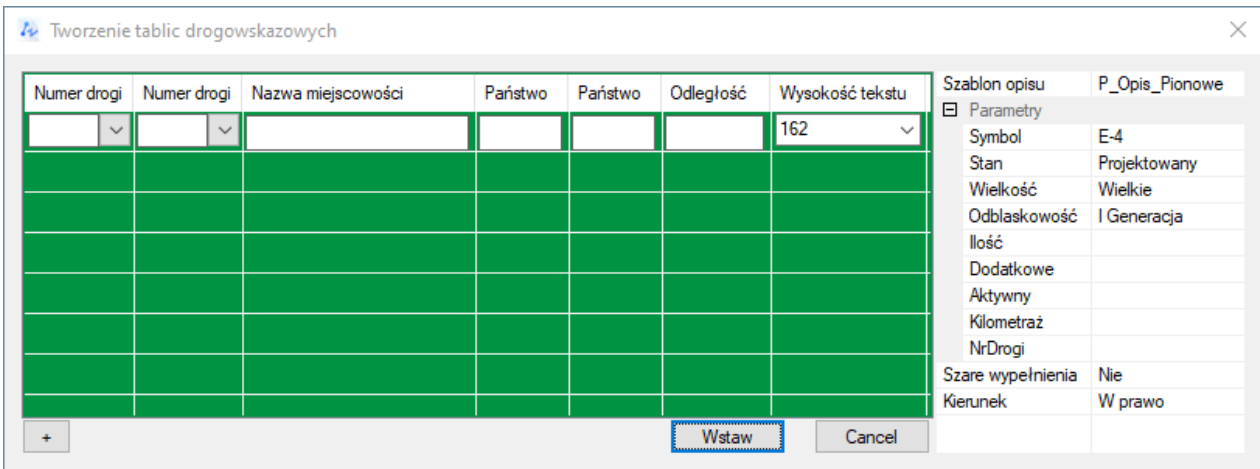 Tworzenie tablic drogowskazowych
Numer drogi Numer drogi Nazwa miejscowości Państwo Państwo Odległość Wysokość tekstu
162
Szablon opisu P_Opis_Pionowe
Parametry
Symbol E-4
Stan Projektowany
Wielkość Wielkie
Odblaskowość I Generacja
Ilość
Dodatkowe
Aktywny
Kilometraż
NrDrogi
Szare wypełnienia Nie
Kierunek W prawo
+ Wstaw Cancel